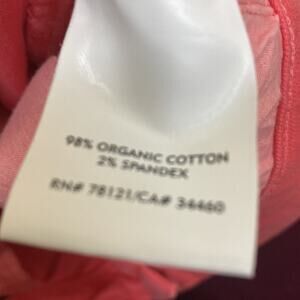 98% ORGANIC COTTON
2% SPANDEX
RN# 78121/CA# 34460